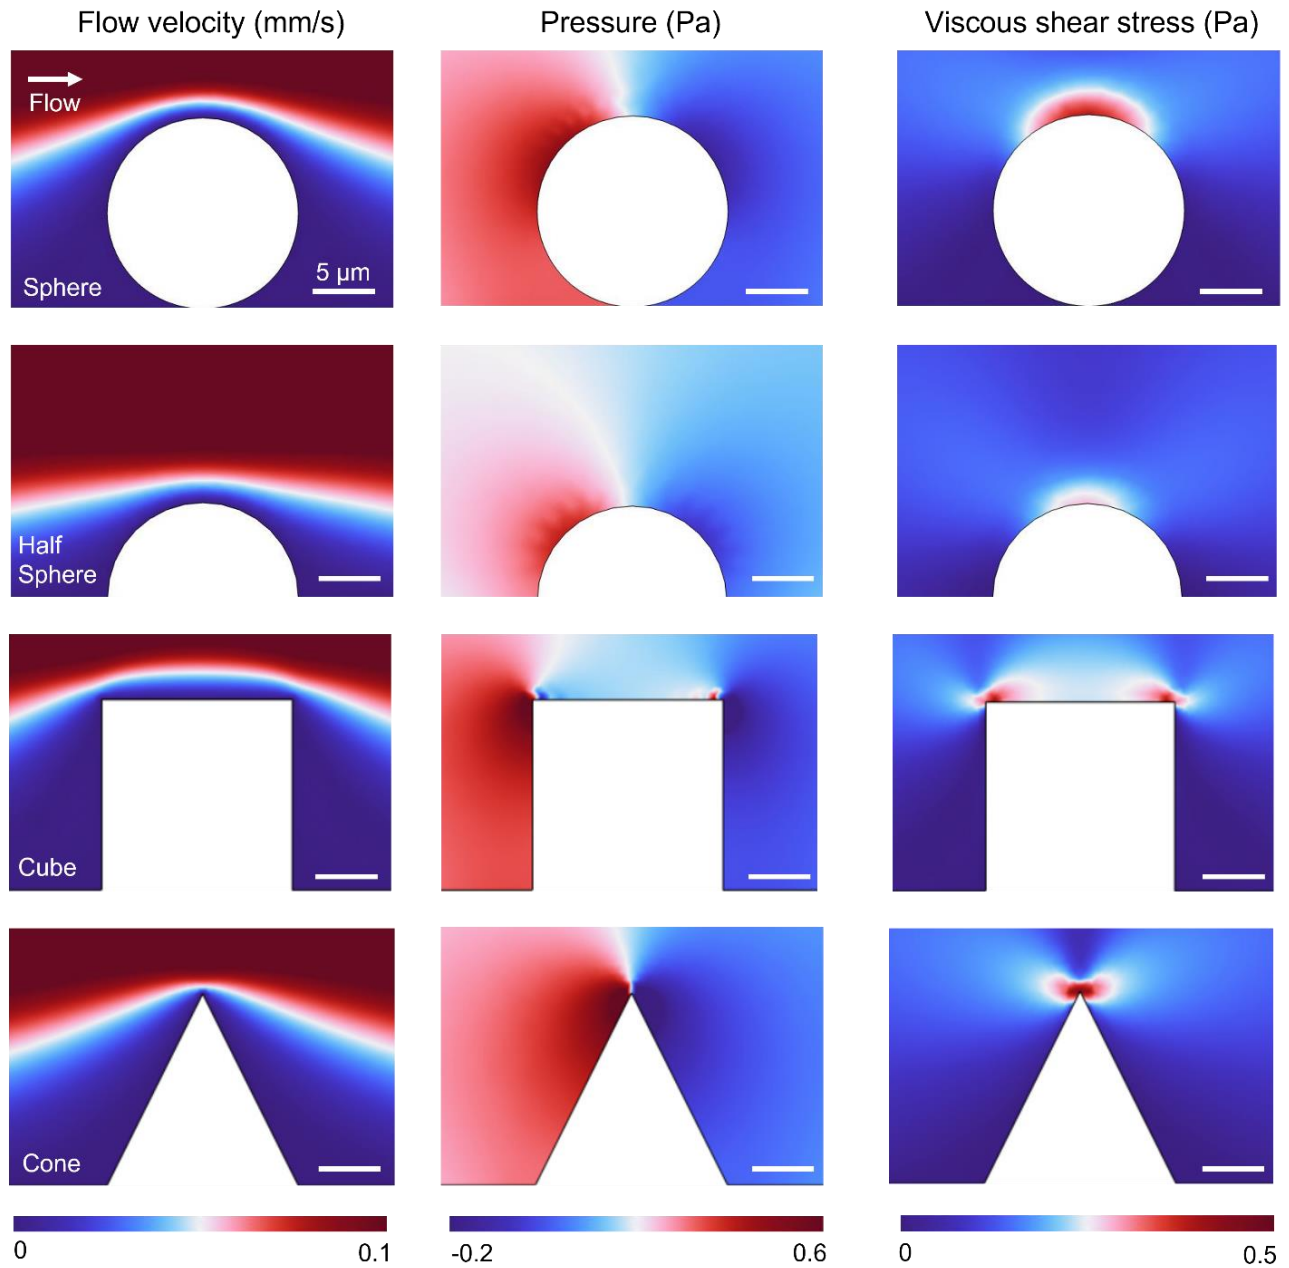 Flow velocity (mm/s)
Pressure (Pa)
Viscous shear stress (Pa)
Flow
5 μm
Sphere
Half
Sphere
Cube
Cone
0
0.1
-0.2
0.6
0
0.5